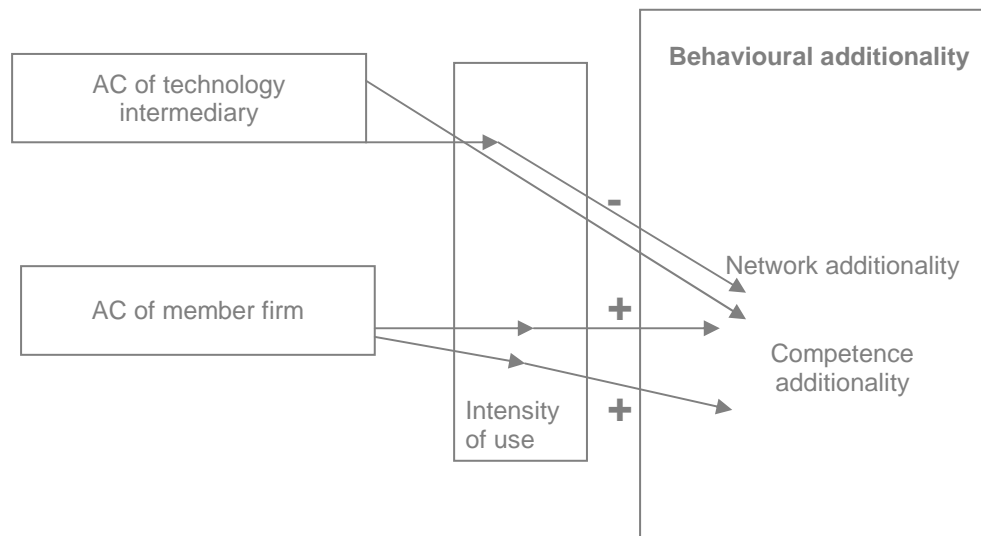 Behavioural additionality
AC of technology
intermediary
-
Network additionality
AC of member firm
+
Competence
additionality
+
Intensity
of use